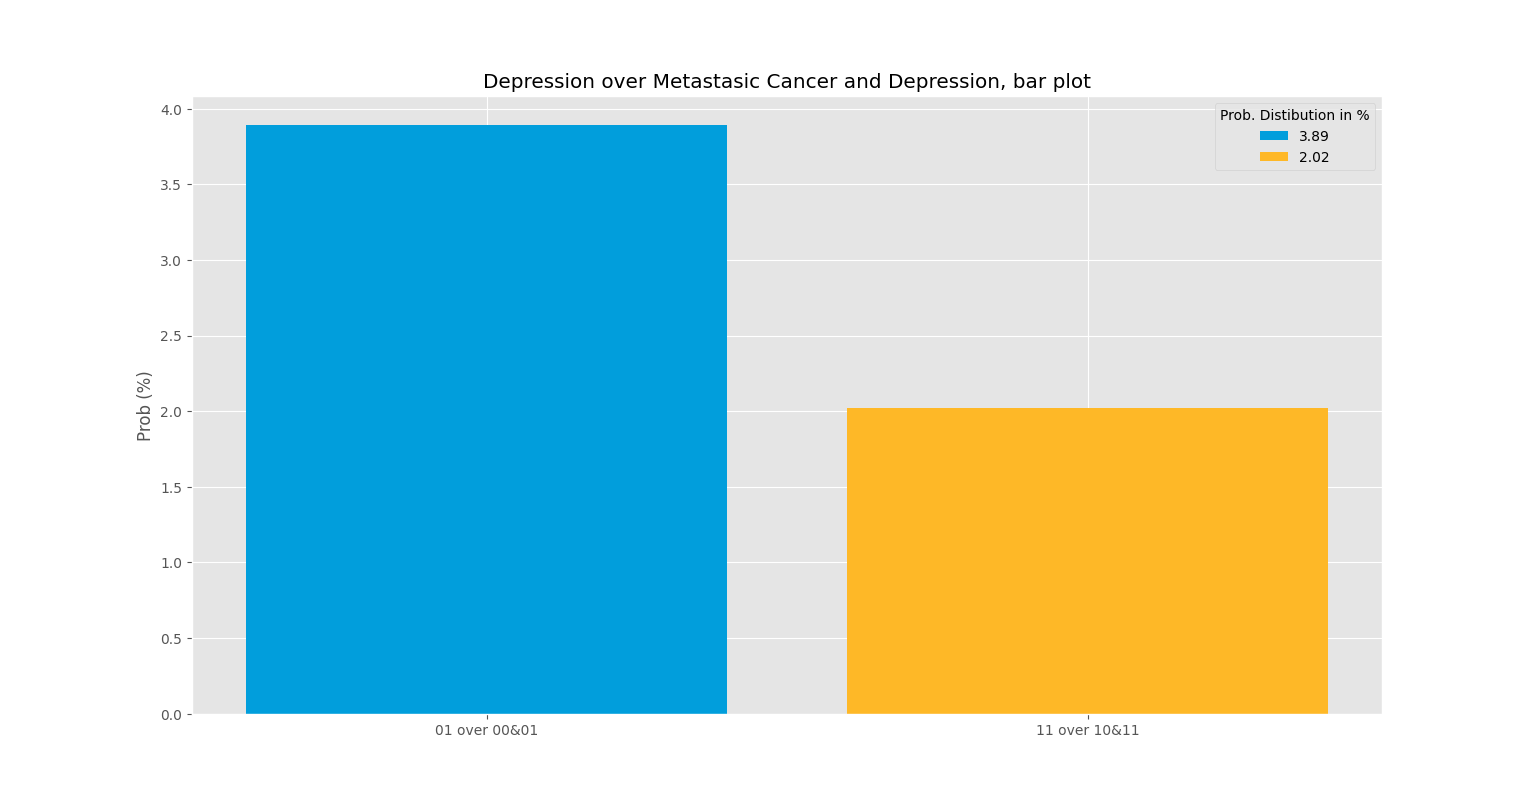 Depression over Metastasic Cancer and Depression, bar plot
Prob. Distibution in %
3.89
2.02
4.0
3.5
3.0
2.5
2.0
1.5
1.0
0.5
0.0
Prob (%)
01 over 00&01
11 over 10&11